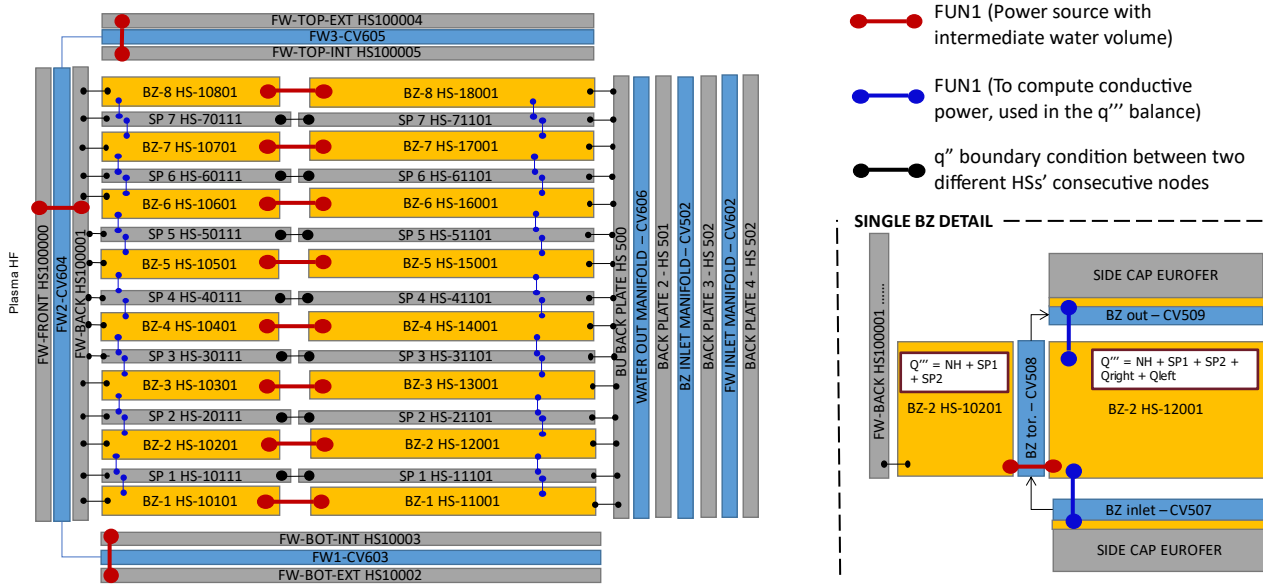 FW-TOP-EXT HS100004
FW3-CV605
FW-TOP-INT HS100005
Plasma HF
FW-FRONT HS100000
FW2-CV604
FW-BACK HS100001
BZ-8 HS-10801
BZ-8 HS-18001
SP 7 HS-70111
SP 7 HS-71101
BZ-7 HS-10701
BZ-7 HS-17001
SP 6 HS-60111
SP 6 HS-61101
BZ-6 HS-10601
BZ-6 HS-16001
SP 5 HS-50111
SP 5 HS-51101
BZ-5 HS-10501
BZ-5 HS-15001
SP 4 HS-40111
SP 4 HS-41101
BZ-4 HS-10401
BZ-4 HS-14001
SP 3 HS-30111
SP 3 HS-31101
BZ-3 HS-10301
BZ-3 HS-13001
SP 2 HS-20111
SP 2 HS-21101
BZ-2 HS-10201
BZ-2 HS-12001
SP 1 HS-10111
SP 1 HS-11101
BZ-1 HS-10101
BZ-1 HS-11001
BU BACK PLATE HS 500
WATER OUT MANIFOLD – CV606
BACK PLATE 2 - HS 501
BZ INLET MANIFOLD – CV502
BACK PLATE 3 - HS 502
FW INLET MANIFOLD – CV602
BACK PLATE 4 - HS 502
FW-BOT-INT HS10003
FW1-CV603
FW-BOT-EXT HS10002
FUN1 (Power source with
intermediate water volume)
FUN1 (To compute conductive
power, used in the q’’’ balance)
q’’ boundary condition between two
different HSs’ consecutive nodes
SINGLE BZ DETAIL
FW-BACK HS100001 ......
SIDE CAP EUROFER
BZ out – CV509
Q’’’ = NH + SP1
+ SP2
BZ-2 HS-10201
BZ tor. – CV508
Q’’’ = NH + SP1 + SP2 +
Qright + Qleft
BZ-2 HS-12001
BZ inlet – CV507
SIDE CAP EUROFER